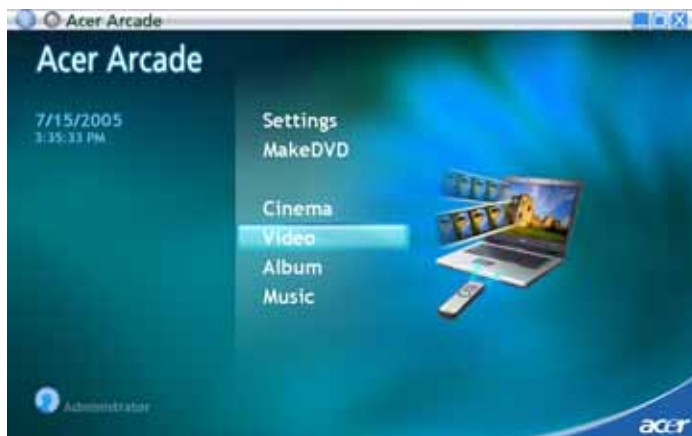 Acer Arcade
Acer Arcade
7/15/2005
3:35:33 PM
Settings
MakeDVD
Cinema
Video
Album
Music
Administrator
acer